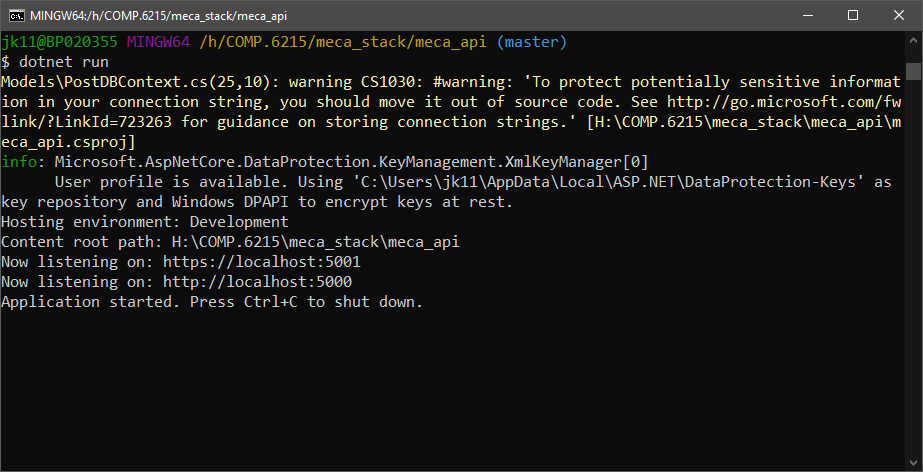 MINGW64:/h/COMP.6215/meca_stack/meca_api
jk11@BP020355 MINGW64 /h/COMP.6215/meca_stack/meca_api (master)
$ dotnet run
Models\PostDBContext.cs(25,10): warning CS1030: #warning: 'To protect potentially sensitive informat
ion in your connection string, you should move it out of source code. See http://go.microsoft.com/fw
link/?LinkId=723263 for guidance on storing connection strings.' [H:\COMP.6215\meca_stack\meca_api\m
eca_api.csproj]
info: Microsoft.AspNetCore.DataProtection.KeyManagement.XmlKeyManager[0]
      User profile is available. Using 'C:\Users\jk11\AppData\Local\ASP.NET\DataProtection-Keys' as
key repository and Windows DPAPI to encrypt keys at rest.
Hosting environment: Development
Content root path: H:\COMP.6215\meca_stack\meca_api
Now listening on: https://localhost:5001
Now listening on: http://localhost:5000
Application started. Press Ctrl+C to shut down.